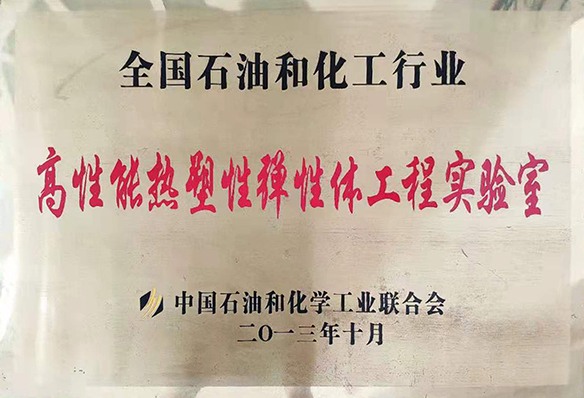 全国石油和化工行业
高性能热塑性弹性体工程实验室
中国石油和化学工业联合会
二〇一三年十月